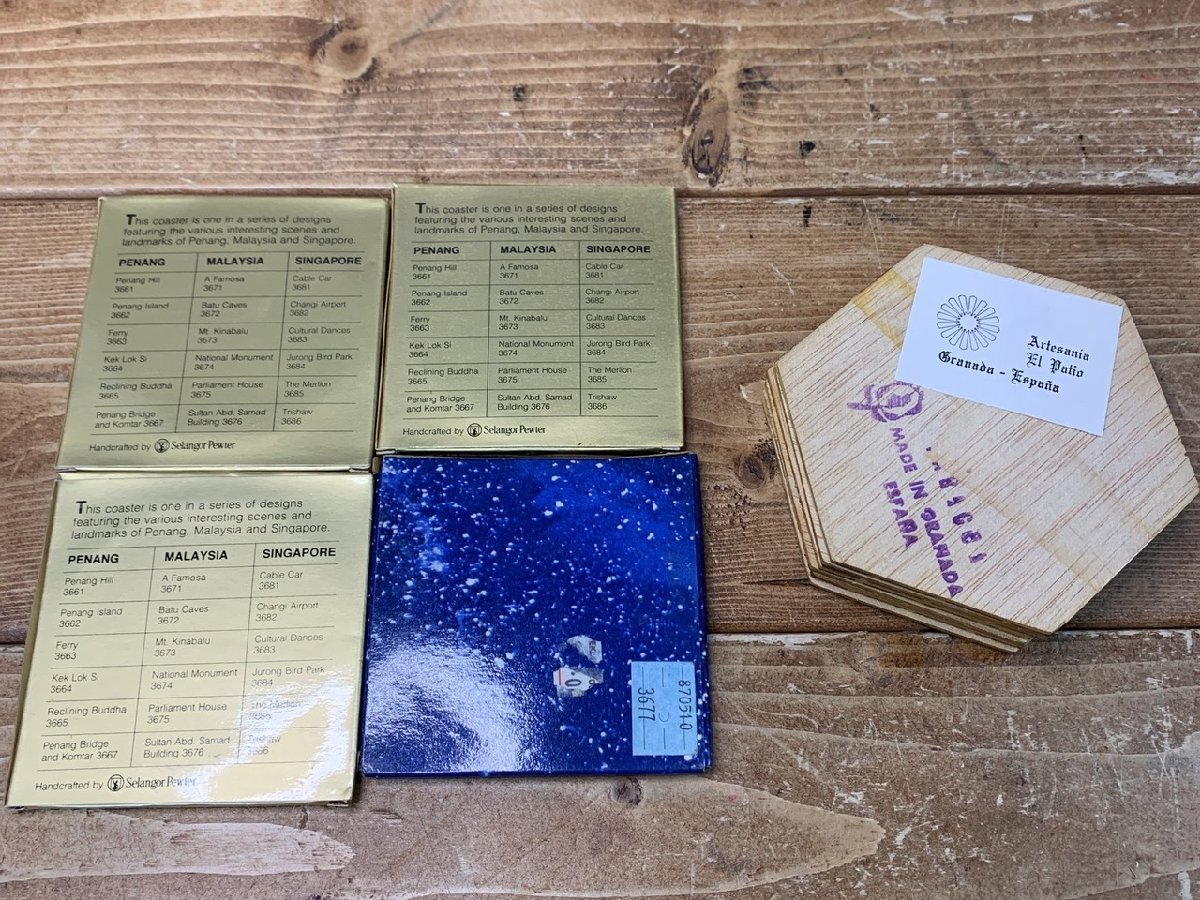 This coaster is one in a series of designs
featuring the various interesting scenes and
landmarks of Penang, Malaysia and Singapore.
PENANG MALAYSIA SINGAPORE
Penang Hill A Famosa Cable Car
3661 3671 3681
Penang Island Batu Caves Changi Airport
3662 3672 3682
Ferry Mt. Kinabalu Cultural Dances
3663 3673 3683
Kek Lok Si National Monument Jurong Bird Park
3664 3674 3684
Reclining Buddha Parliament House The Merlion
3665 3675 3685
Penang Bridge Sultan Abd. Samad Trishaw
and Komtar 3667 Building 3676 3686
Handcrafted by Selangor Pewter
This coaster is one in a series of designs
featuring the various interesting scenes and
landmarks of Penang, Malaysia and Singapore.
PENANG MALAYSIA SINGAPORE
Penang Hill A Famosa Cable Car
3661 3671 3681
Penang Island Batu Caves Changi Airport
3662 3672 3682
Ferry Mt. Kinabalu Cultural Dances
3663 3673 3683
Kek Lok Si National Monument Jurong Bird Park
3664 3674 3684
Reclining Buddha Parliament House The Merlion
3665 3675 3685
Penang Bridge Sultan Abd. Samad Trishaw
and Komtar 3667 Building 3676 3686
Handcrafted by Selangor Pewter
This coaster is one in a series of designs
featuring the various interesting scenes and
landmarks of Penang, Malaysia and Singapore.
PENANG MALAYSIA SINGAPORE
Penang Hill A Famosa Cable Car
3661 3671 3681
Penang Island Batu Caves Changi Airport
3662 3672 3682
Ferry Mt. Kinabalu Cultural Dances
3663 3673 3683
Kek Lok Si National Monument Jurong Bird Park
3664 3674 3684
Reclining Buddha Parliament House The Merlion
3665 3675 3685
Penang Bridge Sultan Abd. Samad Trishaw
and Komtar 3667 Building 3676 3686
Handcrafted by Selangor Pewter
870510
3677
Artesanía
El Patio
Granada - España
MADE IN GRANADA
ESPAÑA